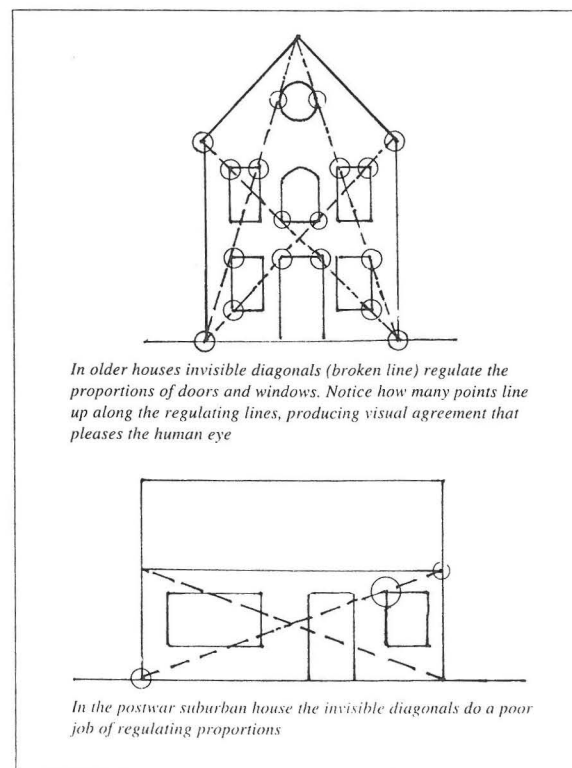 In older houses invisible diagonals (broken line) regulate the
proportions of doors and windows. Notice how many points line
up along the regulating lines, producing visual agreement that
pleases the human eye
In the postwar suburban house the invisible diagonals do a poor
job of regulating proportions